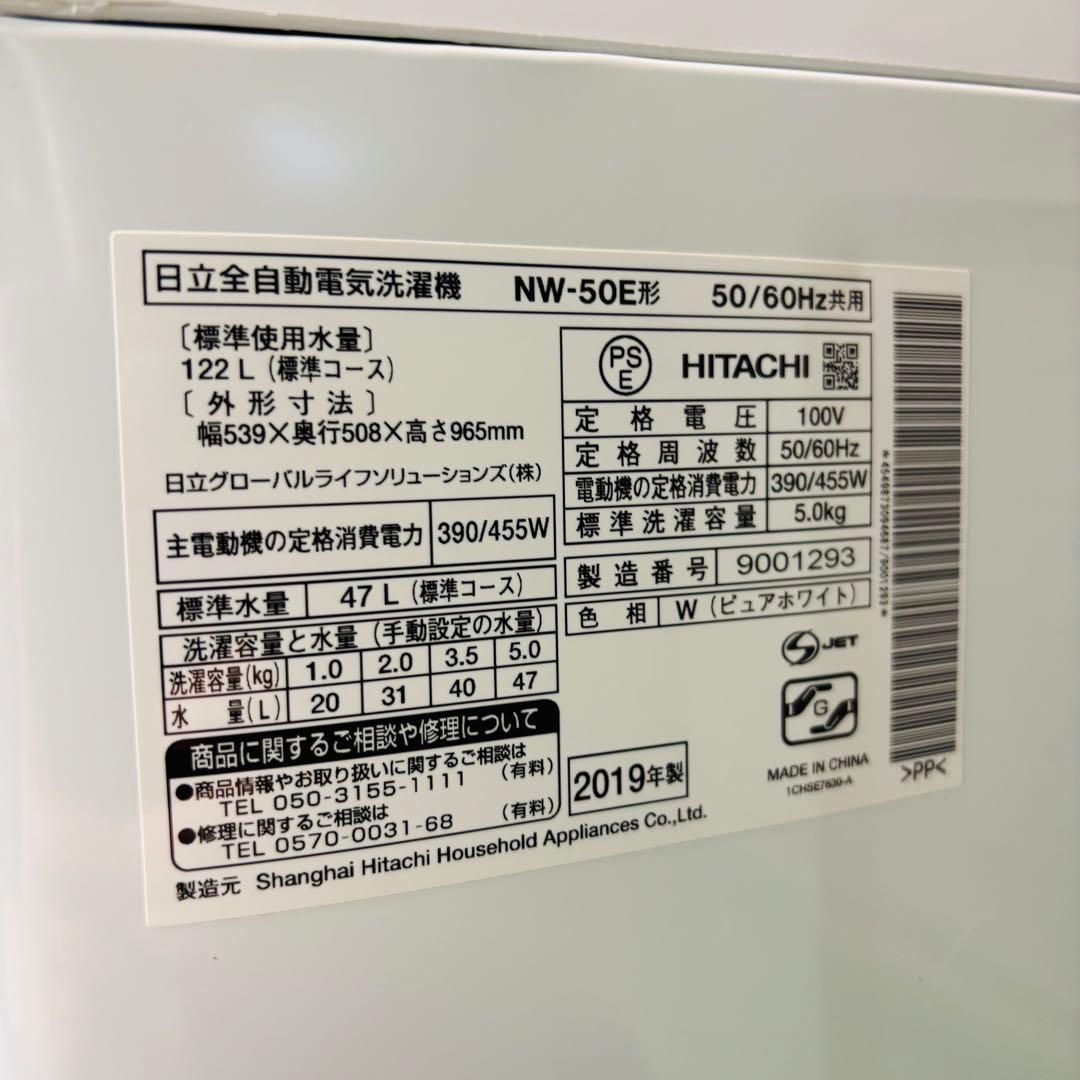 日立全自動電気洗濯機 NW-50E形 50/60Hz共用
〔標準使用水量〕
122 L (標準コース)
〔外形寸法〕
幅539×奥行508×高さ965mm
日立グローバルライフソリューションズ(株)
主電動機の定格消費電力 390/455W
標準水量 47 L (標準コース)
洗濯容量と水量 (手動設定の水量)
洗濯容量(kg) 1.0 2.0 3.5 5.0
水 量(L) 20 31 40 47
商品に関するご相談や修理について
●商品情報やお取り扱いに関するご相談は
TEL 050-3155-1111 (有料)
●修理に関するご相談は
TEL 0570-0031-68 (有料)
製造元 Shanghai Hitachi Household Appliances Co.,Ltd.
PSE HITACHI
定格電圧 100V
定格周波数 50/60Hz
電動機の定格消費電力 390/455W
標準洗濯容量 5.0kg
製造番号 9001293
色相 W (ピュアホワイト)
S JET
G
2019年製
MADE IN CHINA
1CHSE7630-A
*4549873094687/9001293*
>PP<